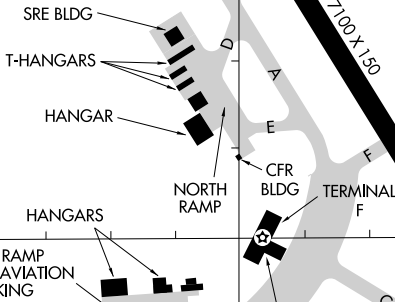 SRE BLDG
D
7100 X 150
T-HANGARS
A
HANGAR
E
F
CFR
BLDG
NORTH
RAMP
TERMINAL
F
HANGARS
RAMP
AVIATION
KING